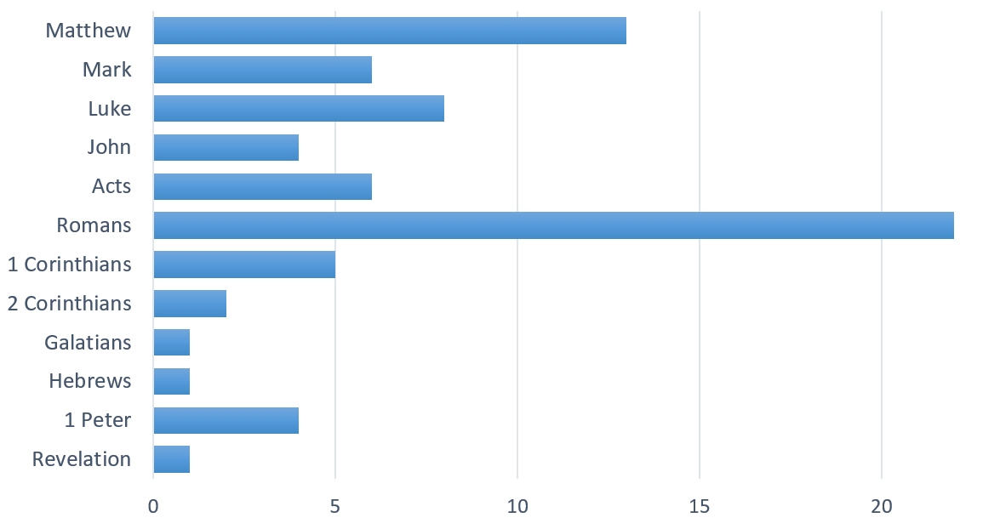 Matthew
Mark
Luke
John
Acts
Romans
1 Corinthians
2 Corinthians
Galatians
Hebrews
1 Peter
Revelation
0 5 10 15 20